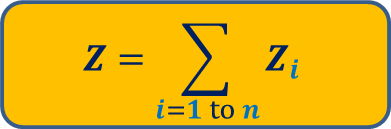 Z = ∑ Z_i
i=1 to n